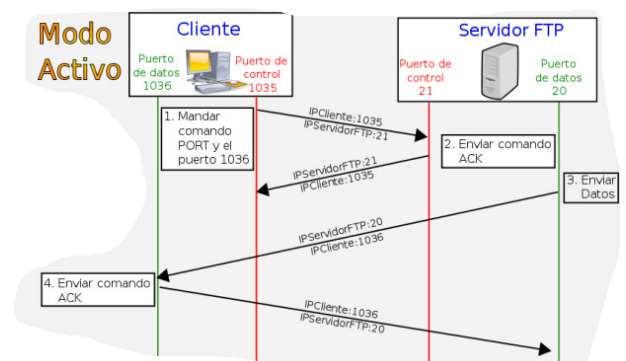 Modo
Activo
Cliente
Puerto
de datos
1036
Puerto de
control
1035
Servidor FTP
Puerto de
control
21
Puerto
de datos
20
1. Mandar
comando
PORT y el
puerto 1036
IPCliente:1035
IPServidorFTP:21
2. Enviar comando
ACK
IPServidorFTP:21
IPCliente:1035
3. Enviar
Datos
IPServidorFTP:20
IPCliente:1036
4. Enviar comando
ACK
IPCliente:1036
IPServidorFTP:20